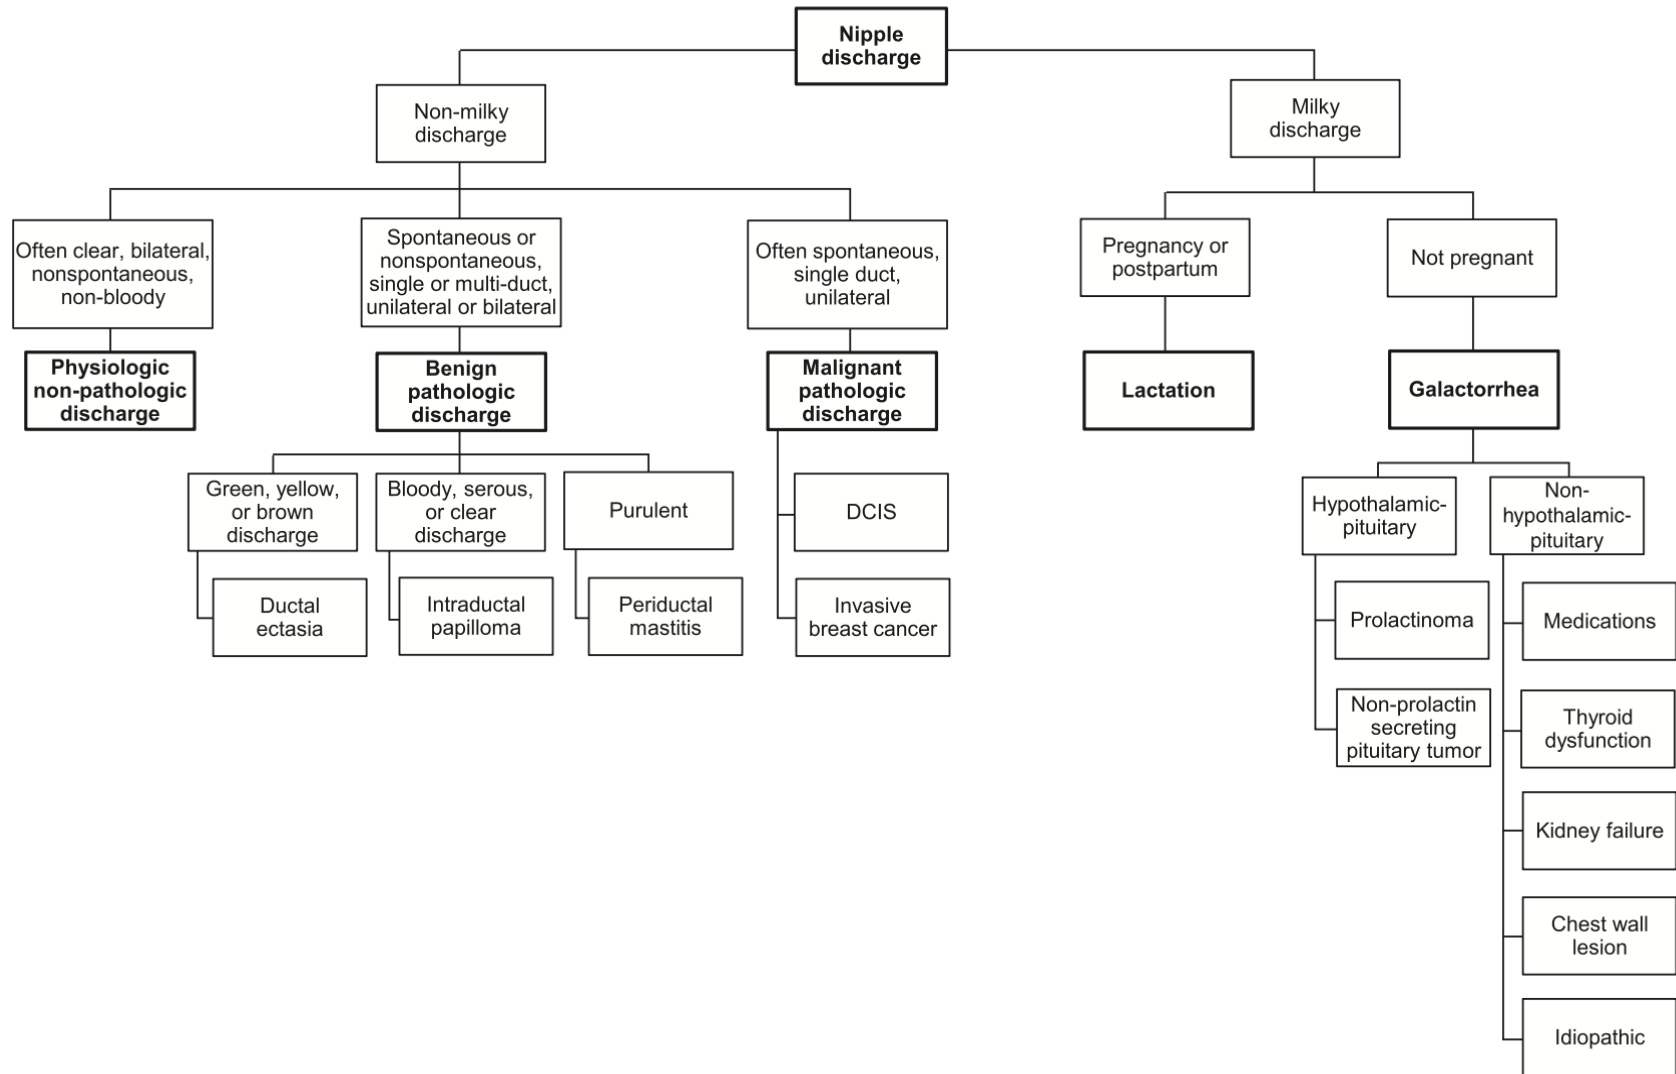 Nipple
discharge
Non-milky
discharge
Milky
discharge
Often clear, bilateral,
nonspontaneous,
non-bloody
Spontaneous or
nonspontaneous,
single or multi-duct,
unilateral or bilateral
Often spontaneous,
single duct,
unilateral
Pregnancy or
postpartum
Not pregnant
Physiologic
non-pathologic
discharge
Benign
pathologic
discharge
Malignant
pathologic
discharge
Lactation
Galactorrhea
Green, yellow,
or brown
discharge
Bloody, serous,
or clear
discharge
Purulent
DCIS
Hypothalamic-
pituitary
Non-
hypothalamic-
pituitary
Ductal
ectasia
Intraductal
papilloma
Periductal
mastitis
Invasive
breast cancer
Prolactinoma
Medications
Non-prolactin
secreting
pituitary tumor
Thyroid
dysfunction
Kidney failure
Chest wall
lesion
Idiopathic